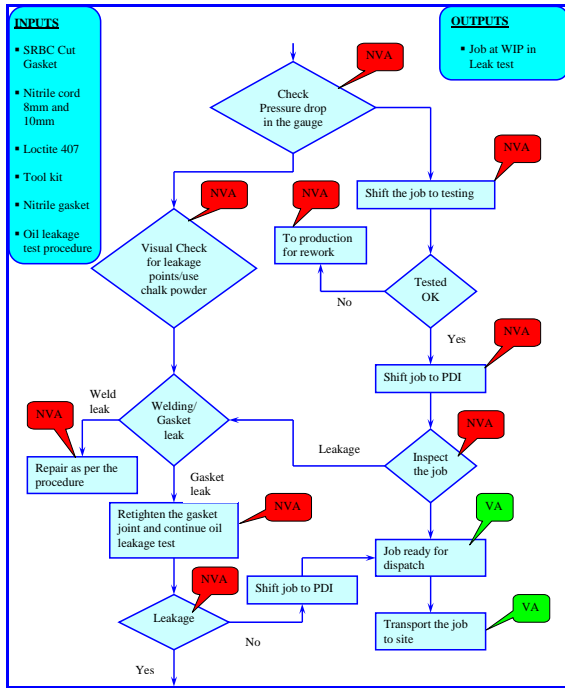 INPUTS
▪ SRBC Cut
Gasket
▪ Nitrile cord
8mm and
10mm
▪ Loctite 407
▪ Tool kit
▪ Nitrile gasket
▪ Oil leakage
test procedure
OUTPUTS
▪ Job at WIP in
Leak test
NVA
Check
Pressure drop
in the gauge
NVA
Shift the job to testing
NVA
Visual Check
for leakage
points/use
chalk powder
NVA
To production
for rework
Tested
OK
No
Yes
NVA
Shift job to PDI
Weld
leak
Welding/
Gasket
leak
NVA
Repair as per the
procedure
Leakage
NVA
Inspect
the job
Gasket
leak
Retighten the gasket
joint and continue oil
leakage test
NVA
VA
Job ready for
dispatch
NVA
Shift job to PDI
Leakage
No
Yes
Transport the job
to site
VA